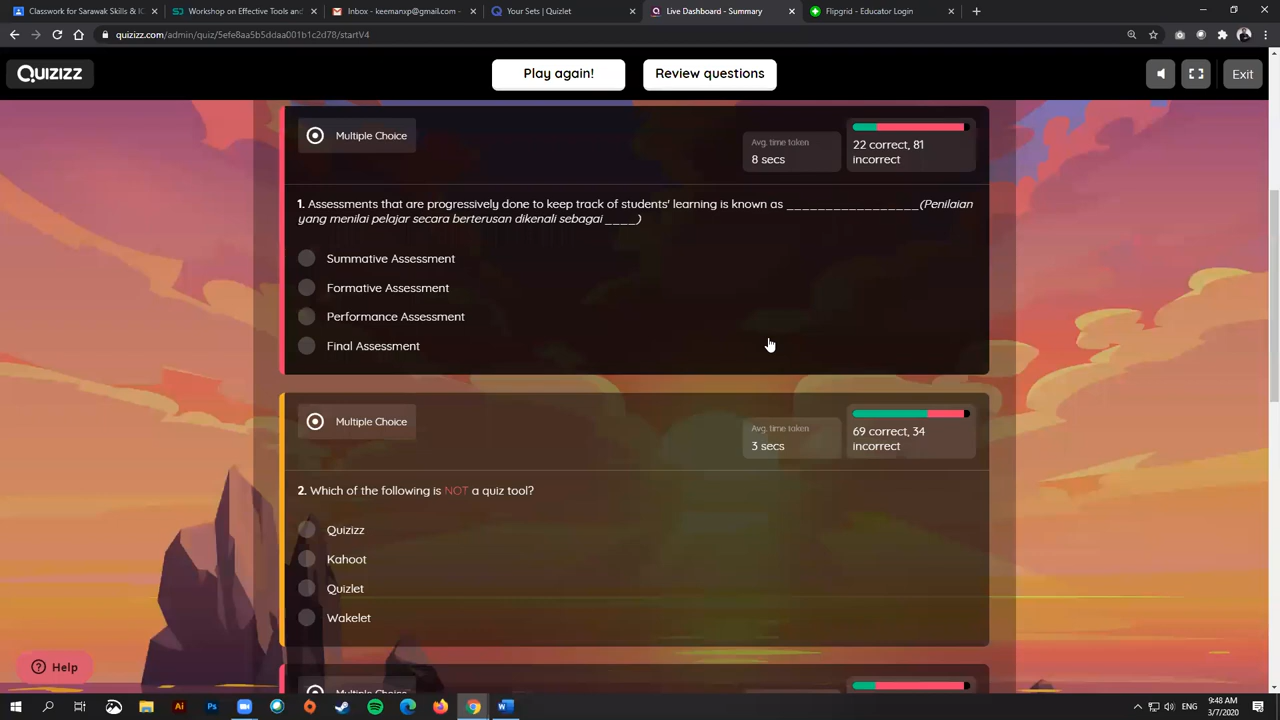 Classwork for Sarawak Skills & IC
Workshop on Effective Tools and
Inbox - keemanxp@gmail.com -
Your Sets | Quizlet
Live Dashboard - Summary
Flipgrid - Educator Login
quizizz.com/admin/quiz/5efe8aa5b5ddaa001b1c2d78/startV4
Quizizz
Play again!
Review questions
Exit
Multiple Choice
Avg. time taken
8 secs
22 correct, 81
incorrect
1. Assessments that are progressively done to keep track of students' learning is known as _________________(Penilaian
yang menilai pelajar secara berterusan dikenali sebagai ____)
Summative Assessment
Formative Assessment
Performance Assessment
Final Assessment
Multiple Choice
Avg. time taken
3 secs
69 correct, 34
incorrect
2. Which of the following is NOT a quiz tool?
Quizizz
Kahoot
Quizlet
Wakelet
Multiple Choice
Help
ENG
9:48 AM
3/7/2020